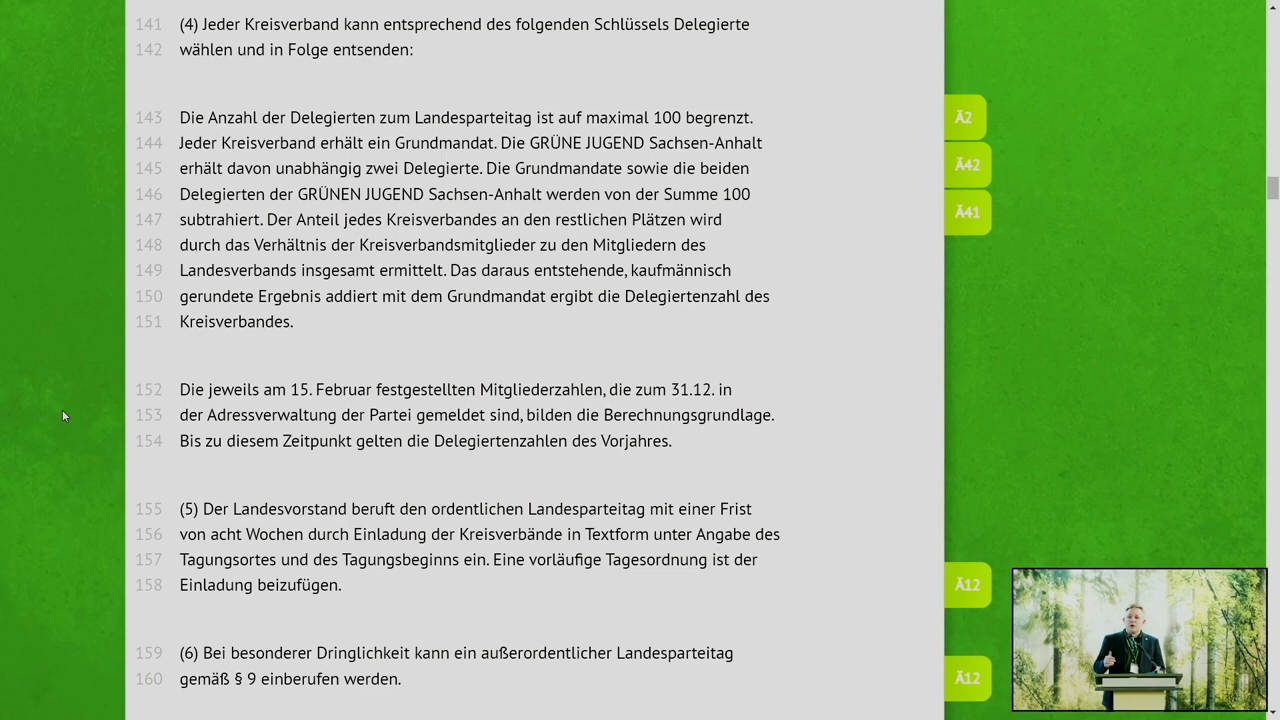 141 (4) Jeder Kreisverband kann entsprechend des folgenden Schlüssels Delegierte
142 wählen und in Folge entsenden:
143 Die Anzahl der Delegierten zum Landesparteitag ist auf maximal 100 begrenzt.
144 Jeder Kreisverband erhält ein Grundmandat. Die GRÜNE JUGEND Sachsen-Anhalt
145 erhält davon unabhängig zwei Delegierte. Die Grundmandate sowie die beiden
146 Delegierten der GRÜNEN JUGEND Sachsen-Anhalt werden von der Summe 100
147 subtrahiert. Der Anteil jedes Kreisverbandes an den restlichen Plätzen wird
148 durch das Verhältnis der Kreisverbandsmitglieder zu den Mitgliedern des
149 Landesverbands insgesamt ermittelt. Das daraus entstehende, kaufmännisch
150 gerundete Ergebnis addiert mit dem Grundmandat ergibt die Delegiertenzahl des
151 Kreisverbandes.
152 Die jeweils am 15. Februar festgestellten Mitgliederzahlen, die zum 31.12. in
153 der Adressverwaltung der Partei gemeldet sind, bilden die Berechnungsgrundlage.
154 Bis zu diesem Zeitpunkt gelten die Delegiertenzahlen des Vorjahres.
155 (5) Der Landesvorstand beruft den ordentlichen Landesparteitag mit einer Frist
156 von acht Wochen durch Einladung der Kreisverbände in Textform unter Angabe des
157 Tagungsortes und des Tagungsbeginns ein. Eine vorläufige Tagesordnung ist der
158 Einladung beizufügen.
159 (6) Bei besonderer Dringlichkeit kann ein außerordentlicher Landesparteitag
160 gemäß § 9 einberufen werden.
Ä2
Ä42
Ä41
Ä12
Ä12